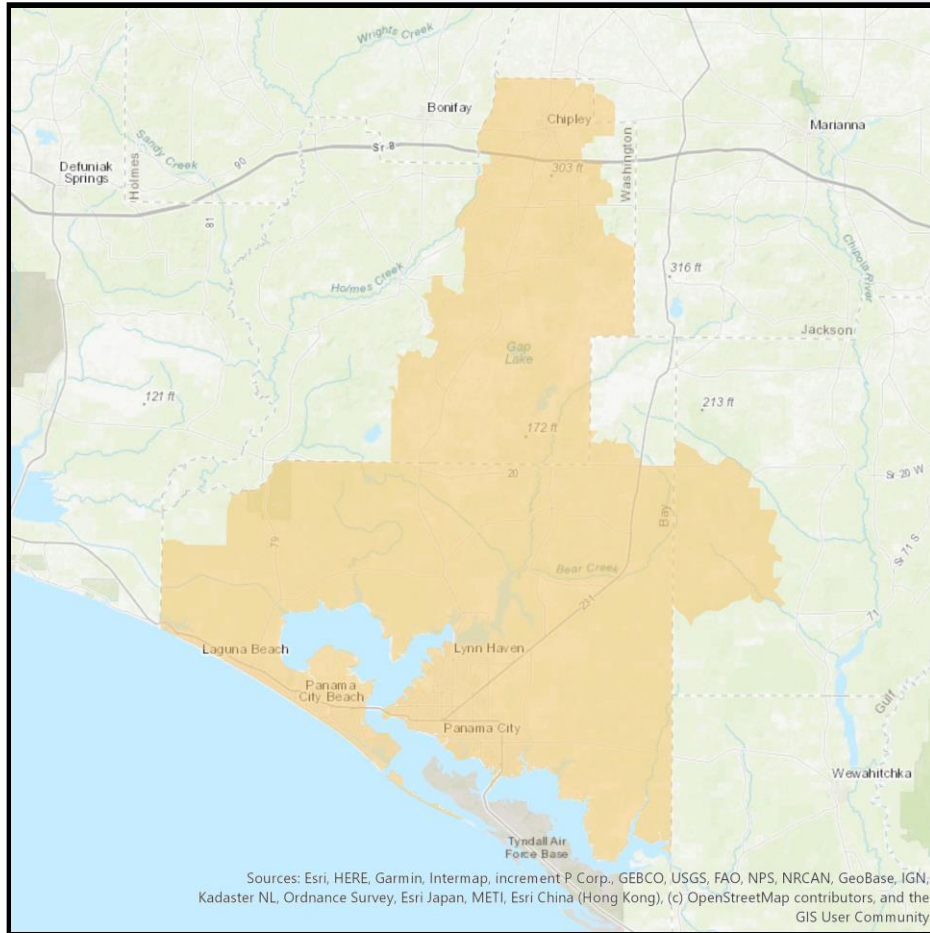 Wrights Creek
Bonifay
Chipley
Marianna
Sandy Creek
Defuniak
Springs
Holmes
90
Sr 8
303 ft
Washington
81
Chipola River
Holmes Creek
316 ft
Jackson
Gap
Lake
121 ft
213 ft
172 ft
20
Sr 20 W
79
Bay
Sr 71 S
Bear Creek
231
71
Laguna Beach
Lynn Haven
Panama
City Beach
Gulf
Panama City
Wewahitchka
Tyndall Air
Force Base
Sources: Esri, HERE, Garmin, Intermap, increment P Corp., GEBCO, USGS, FAO, NPS, NRCAN, GeoBase, IGN,
Kadaster NL, Ordnance Survey, Esri Japan, METI, Esri China (Hong Kong), (c) OpenStreetMap contributors, and the
GIS User Community